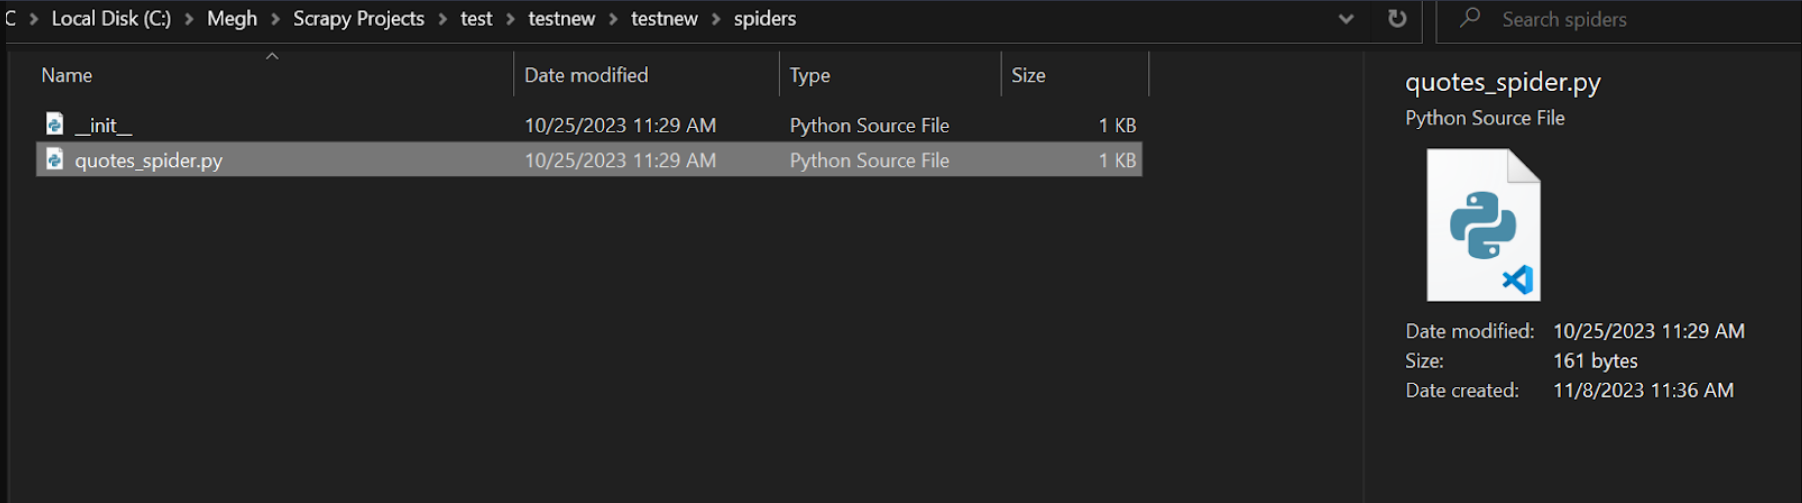 C > Local Disk (C:) > Megh > Scrapy Projects > test > testnew > testnew > spiders
Search spiders
Name Date modified Type Size
__init__ 10/25/2023 11:29 AM Python Source File 1 KB
quotes_spider.py 10/25/2023 11:29 AM Python Source File 1 KB
quotes_spider.py
Python Source File
Date modified: 10/25/2023 11:29 AM
Size: 161 bytes
Date created: 11/8/2023 11:36 AM